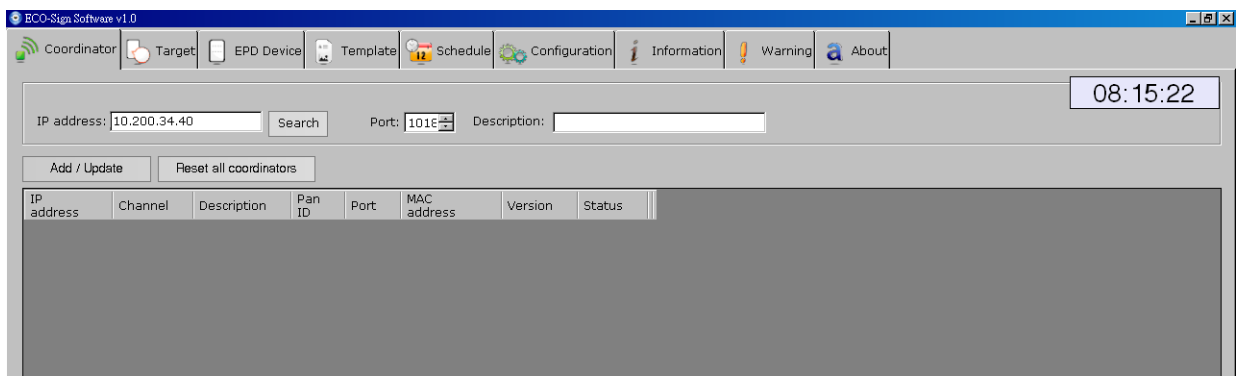 ECO-Sign Software v1.0
Coordinator Target EPD Device Template Schedule Configuration Information Warning About
08:15:22
IP address: 10.200.34.40 Search Port: 1018 Description:
Add / Update Reset all coordinators
IP address Channel Description Pan ID Port MAC address Version Status